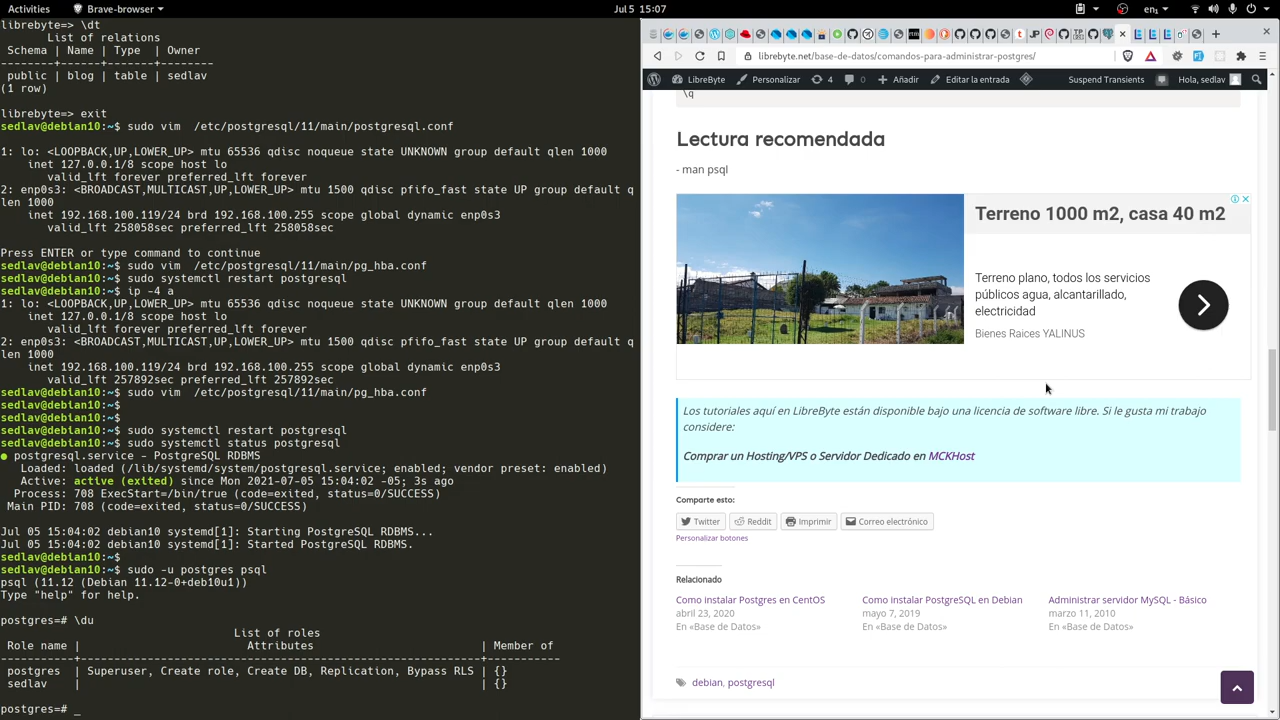 Activities
Brave-browser
Jul 5 15:07
en1
librebyte=> \dt
List of relations
Schema | Name | Type | Owner
--------+------+-------+--------
public | blog | table | sedlav
(1 row)
librebyte=> exit
sedlav@debian10:~$ sudo vim  /etc/postgresql/11/main/postgresql.conf
1: lo: <LOOPBACK,UP,LOWER_UP> mtu 65536 qdisc noqueue state UNKNOWN group default qlen 1000
inet 127.0.0.1/8 scope host lo
valid_lft forever preferred_lft forever
2: enp0s3: <BROADCAST,MULTICAST,UP,LOWER_UP> mtu 1500 qdisc pfifo_fast state UP group default q
len 1000
inet 192.168.100.119/24 brd 192.168.100.255 scope global dynamic enp0s3
valid_lft 258058sec preferred_lft 258058sec
Press ENTER or type command to continue
sedlav@debian10:~$ sudo vim  /etc/postgresql/11/main/pg_hba.conf
sedlav@debian10:~$ sudo systemctl restart postgresql
sedlav@debian10:~$ ip -4 a
1: lo: <LOOPBACK,UP,LOWER_UP> mtu 65536 qdisc noqueue state UNKNOWN group default qlen 1000
inet 127.0.0.1/8 scope host lo
valid_lft forever preferred_lft forever
2: enp0s3: <BROADCAST,MULTICAST,UP,LOWER_UP> mtu 1500 qdisc pfifo_fast state UP group default q
len 1000
inet 192.168.100.119/24 brd 192.168.100.255 scope global dynamic enp0s3
valid_lft 257892sec preferred_lft 257892sec
sedlav@debian10:~$ sudo vim  /etc/postgresql/11/main/pg_hba.conf
sedlav@debian10:~$
sedlav@debian10:~$
sedlav@debian10:~$ sudo systemctl restart postgresql
sedlav@debian10:~$ sudo systemctl status postgresql
● postgresql.service - PostgreSQL RDBMS
Loaded: loaded (/lib/systemd/system/postgresql.service; enabled; vendor preset: enabled)
Active: active (exited) since Mon 2021-07-05 15:04:02 -05; 3s ago
Process: 708 ExecStart=/bin/true (code=exited, status=0/SUCCESS)
Main PID: 708 (code=exited, status=0/SUCCESS)
Jul 05 15:04:02 debian10 systemd[1]: Starting PostgreSQL RDBMS...
Jul 05 15:04:02 debian10 systemd[1]: Started PostgreSQL RDBMS.
sedlav@debian10:~$
sedlav@debian10:~$ sudo -u postgres psql
psql (11.12 (Debian 11.12-0+deb10u1))
Type "help" for help.
postgres=# \du
List of roles
Role name | Attributes | Member of
-----------+------------------------------------------------------------+-----------
postgres | Superuser, Create role, Create DB, Replication, Bypass RLS | {}
sedlav | | {}
postgres=# _
librebyte.net/base-de-datos/comandos-para-administrar-postgres/
LibreByte
Personalizar
4
0
Añadir
Editar la entrada
Suspend Transients
Hola, sedlav
\q
Lectura recomendada
- man psql
Terreno 1000 m2, casa 40 m2
Terreno plano, todos los servicios
públicos agua, alcantarillado,
electricidad
Bienes Raices YALINUS
Los tutoriales aquí en LibreByte están disponible bajo una licencia de software libre. Si le gusta mi trabajo
considere:
Comprar un Hosting/VPS o Servidor Dedicado en MCKHost
Comparte esto:
Twitter
Reddit
Imprimir
Correo electrónico
Personalizar botones
Relacionado
Como instalar Postgres en CentOS
abril 23, 2020
En «Base de Datos»
Como instalar PostgreSQL en Debian
mayo 7, 2019
En «Base de Datos»
Administrar servidor MySQL - Básico
marzo 11, 2010
En «Base de Datos»
debian, postgresql